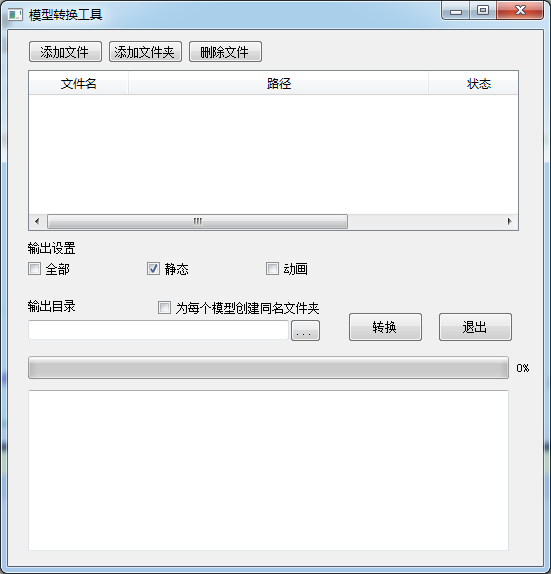 模型转换工具
添加文件 添加文件夹 删除文件
文件名 路径 状态
输出设置
全部 静态 动画
输出目录 为每个模型创建同名文件夹
... 转换 退出
0%